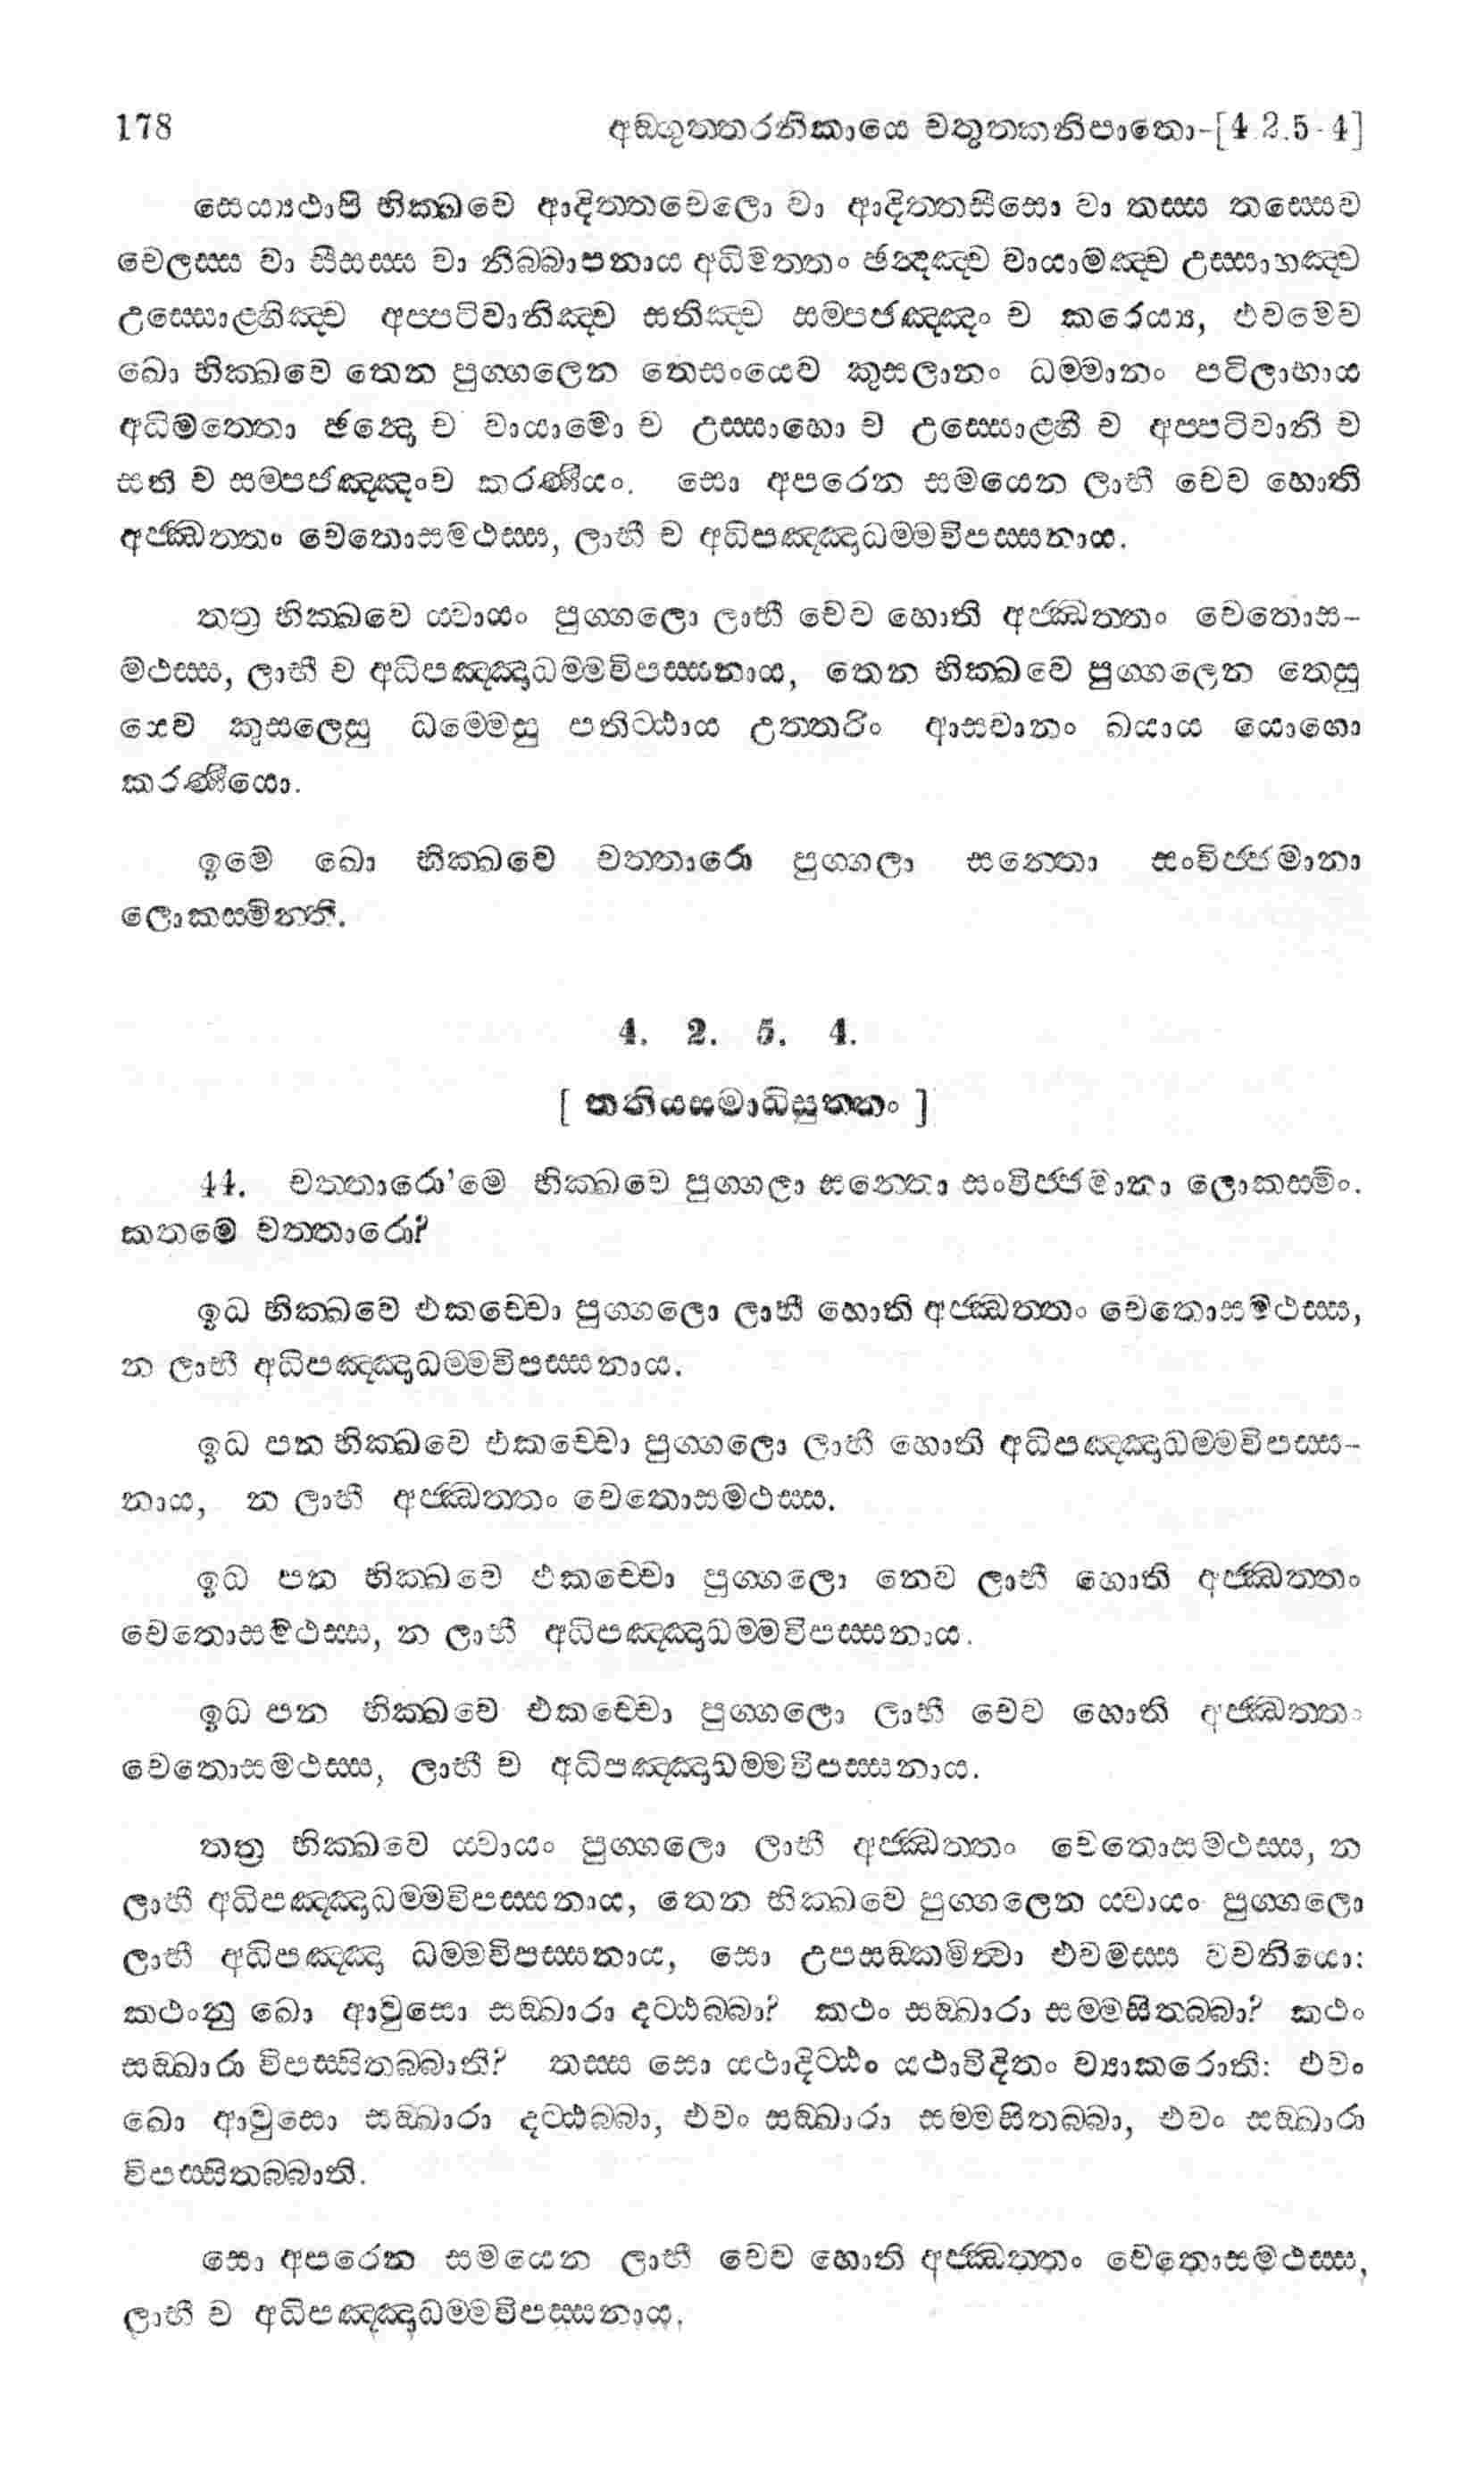 178 අඞ්ගුත්තරනිකායෙ චතුත්කනිපාතො-[4.2.5-4]
සෙය්‍යථාපි භික්ඛවෙ ආදිත්තචෙලො වා ආදිත්තසීසො වා තස්ස තස්සෙව
චෙලස්ස වා සීසස්ස වා නිබ්බාපනාය අධිමත්තං ඡන්දඤ්ච වායාමඤ්ච උස්සාහඤ්ච
උස්සොළ්හිඤ්ච අප්පටිවානිඤ්ච සතිඤ්ච සම්පජඤ්ඤං ච කරෙය්‍ය, එවමෙව
ඛො භික්ඛවෙ තෙන පුග්ගලෙන තෙසංයෙව කුසලානං ධම්මානං පටිලාභාය
අධිමත්තො ඡන්දො ච වායාමො ච උස්සාහො ච උස්සොළ්හී ච අප්පටිවානි ච
සති ච සම්පජඤ්ඤංච කරණීයං. සො අපරෙන සමයෙන ලාභී චෙව හොති
අජ්ඣත්තං චෙතොසමථස්ස, ලාභී ච අධිපඤ්ඤාධම්මවිපස්සනාය.
තත්‍ර භික්ඛවෙ ය්වායං පුග්ගලො ලාභී චෙව හොති අජ්ඣත්තං චෙතොස-
මථස්ස, ලාභී ච අධිපඤ්ඤාධම්මවිපස්සනාය, තෙන භික්ඛවෙ පුග්ගලෙන තෙසු
යෙව කුසලෙසු ධම්මෙසු පතිට්ඨාය උත්තරිං ආසවානං ඛයාය යොගො
කරණීයො.
ඉමෙ ඛො භික්ඛවෙ චත්තාරො පුග්ගලා සන්තො සංවිජ්ජමානා
ලොකස්මින්ති.
4. 2. 5. 4.
[ තතියසමාධිසුත්තං ]
44. චත්තාරො’මෙ භික්ඛවෙ පුග්ගලා සන්තො සංවිජ්ජමානා ලොකස්මිං.
කතමෙ චත්තාරො?
ඉධ භික්ඛවෙ එකච්චො පුග්ගලො ලාභී හොති අජ්ඣත්තං චෙතොසමථස්ස,
න ලාභී අධිපඤ්ඤාධම්මවිපස්සනාය.
ඉධ පන භික්ඛවෙ එකච්චො පුග්ගලො ලාභී හොති අධිපඤ්ඤාධම්මවිපස්ස-
නාය, න ලාභී අජ්ඣත්තං චෙතොසමථස්ස.
ඉධ පන භික්ඛවෙ එකච්චො පුග්ගලො නෙව ලාභී හොති අජ්ඣත්තං
චෙතොසමථස්ස, න ලාභී අධිපඤ්ඤාධම්මවිපස්සනාය.
ඉධ පන භික්ඛවෙ එකච්චො පුග්ගලො ලාභී චෙව හොති අජ්ඣත්තං
චෙතොසමථස්ස, ලාභී ච අධිපඤ්ඤාධම්මවිපස්සනාය.
තත්‍ර භික්ඛවෙ ය්වායං පුග්ගලො ලාභී අජ්ඣත්තං චෙතොසමථස්ස, න
ලාභී අධිපඤ්ඤාධම්මවිපස්සනාය, තෙන භික්ඛවෙ පුග්ගලෙන ය්වායං පුග්ගලො
ලාභී අධිපඤ්ඤා ධම්මවිපස්සනාය, සො උපසඞ්කමිත්වා එවමස්ස වචනීයො:
කථංනු ඛො ආවුසො සඞ්ඛාරා දට්ඨබ්බා? කථං සඞ්ඛාරා සම්මසිතබ්බා? කථං
සඞ්ඛාරා විපස්සිතබ්බාති? තස්ස සො යථාදිට්ඨං යථාවිදිතං ව්‍යාකරොති: එවං
ඛො ආවුසො සඞ්ඛාරා දට්ඨබ්බා, එවං සඞ්ඛාරා සම්මසිතබ්බා, එවං සඞ්ඛාරා
විපස්සිතබ්බාති.
සො අපරෙන සමයෙන ලාභී චෙව හොති අජ්ඣත්තං චෙතොසමථස්ස,
ලාභී ච අධිපඤ්ඤාධම්මවිපස්සනාය.